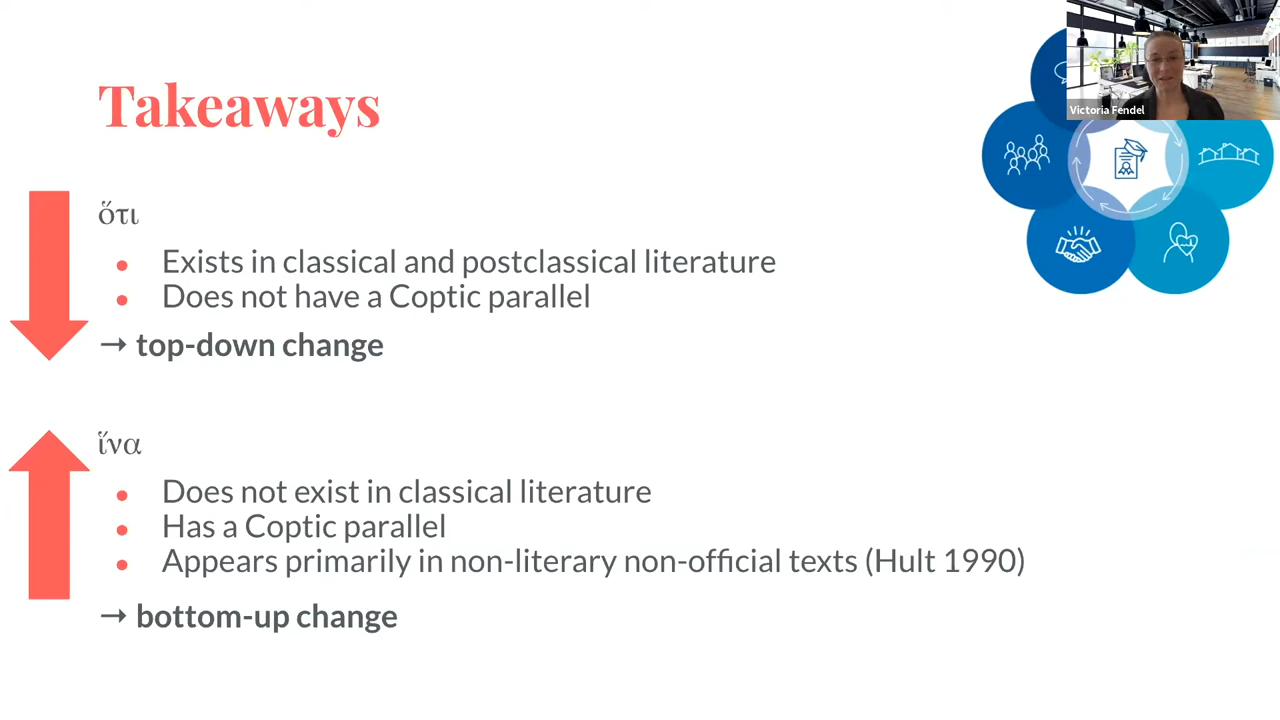 Takeaways
ὅτι
● Exists in classical and postclassical literature
● Does not have a Coptic parallel
→ top-down change
ἵνα
● Does not exist in classical literature
● Has a Coptic parallel
● Appears primarily in non-literary non-official texts (Hult 1990)
→ bottom-up change
Victoria Fendel